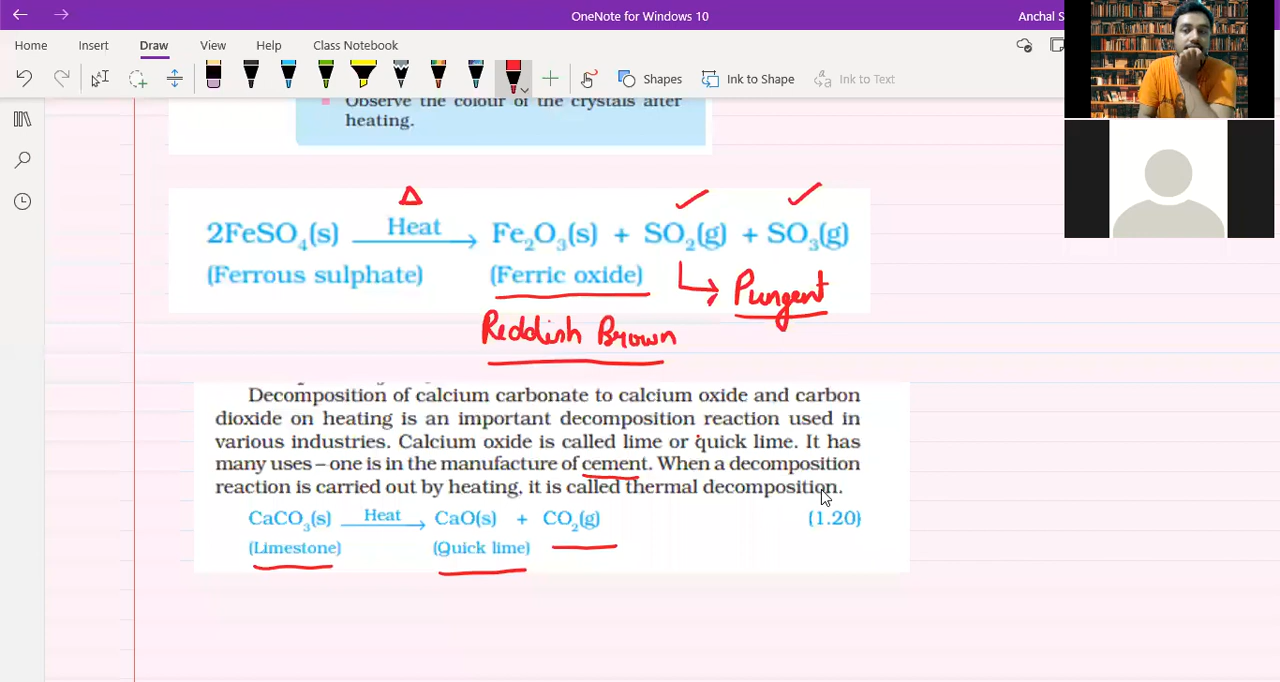 OneNote for Windows 10
Anchal S
Home Insert Draw View Help Class Notebook
Shapes Ink to Shape Ink to Text
Observe the colour of the crystals after
heating.
Δ
2FeSO₄(s) Heat → Fe₂O₃(s) + SO₂(g) + SO₃(g)
(Ferrous sulphate) (Ferric oxide)
Pungent
Reddish Brown
Decomposition of calcium carbonate to calcium oxide and carbon
dioxide on heating is an important decomposition reaction used in
various industries. Calcium oxide is called lime or quick lime. It has
many uses – one is in the manufacture of cement. When a decomposition
reaction is carried out by heating, it is called thermal decomposition.
CaCO₃(s) Heat → CaO(s) + CO₂(g) (1.20)
(Limestone) (Quick lime)